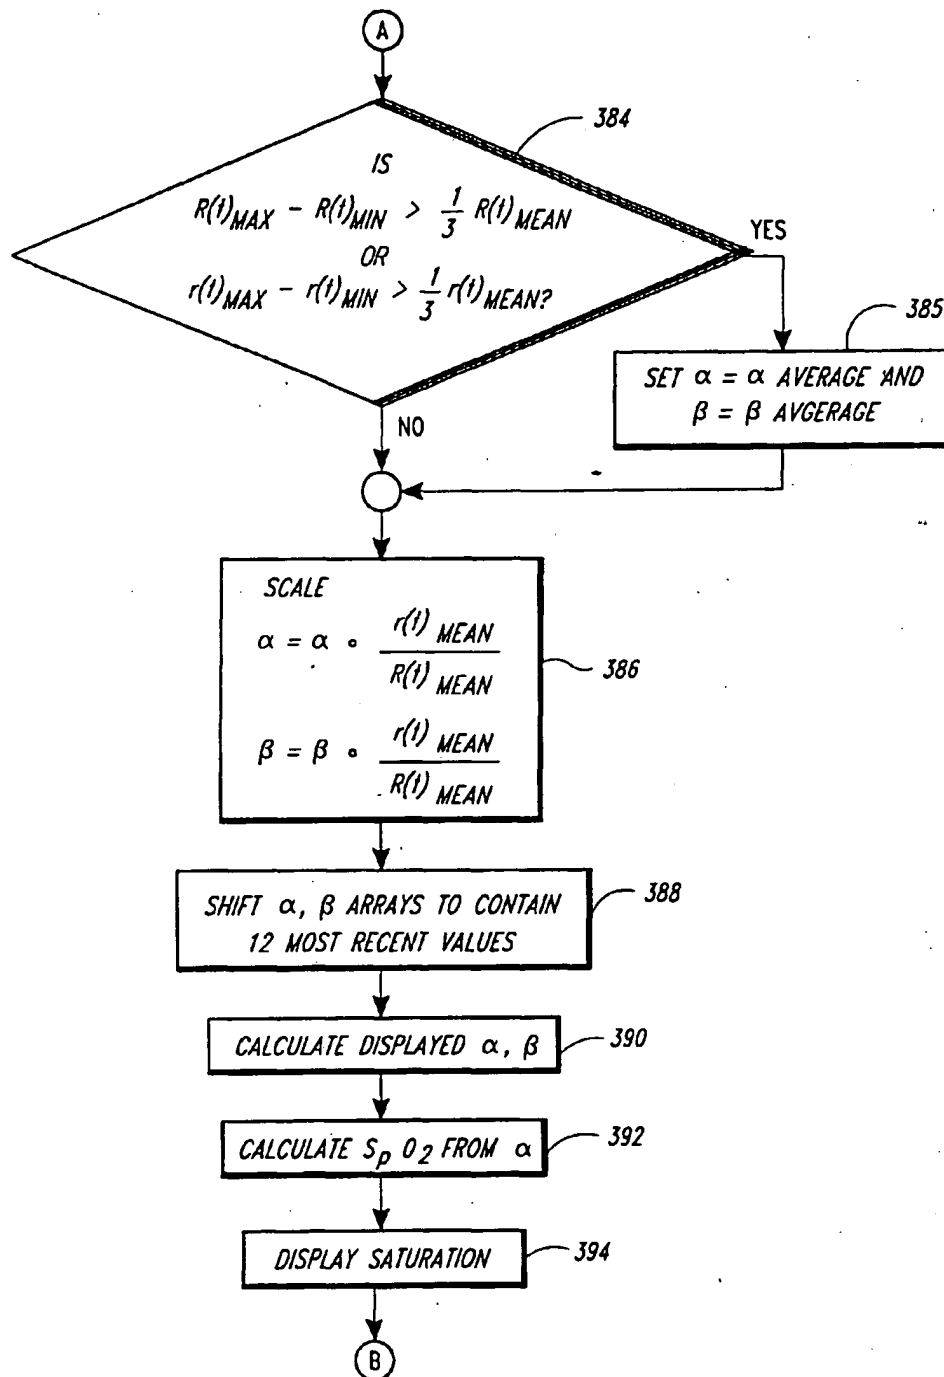 A
384
IS
R(t)MAX – R(t)MIN > 1/3 R(t)MEAN
OR
r(t)MAX – r(t)MIN > 1/3 r(t)MEAN?
YES
385
SET α = α AVERAGE AND
β = β AVGERAGE
NO
SCALE
α = α ∘ r(t) MEAN / R(t) MEAN
386
β = β ∘ r(t) MEAN / R(t) MEAN
388
SHIFT α, β ARRAYS TO CONTAIN
12 MOST RECENT VALUES
CALCULATE DISPLAYED α, β
390
CALCULATE Sp O2 FROM α
392
DISPLAY SATURATION
394
B